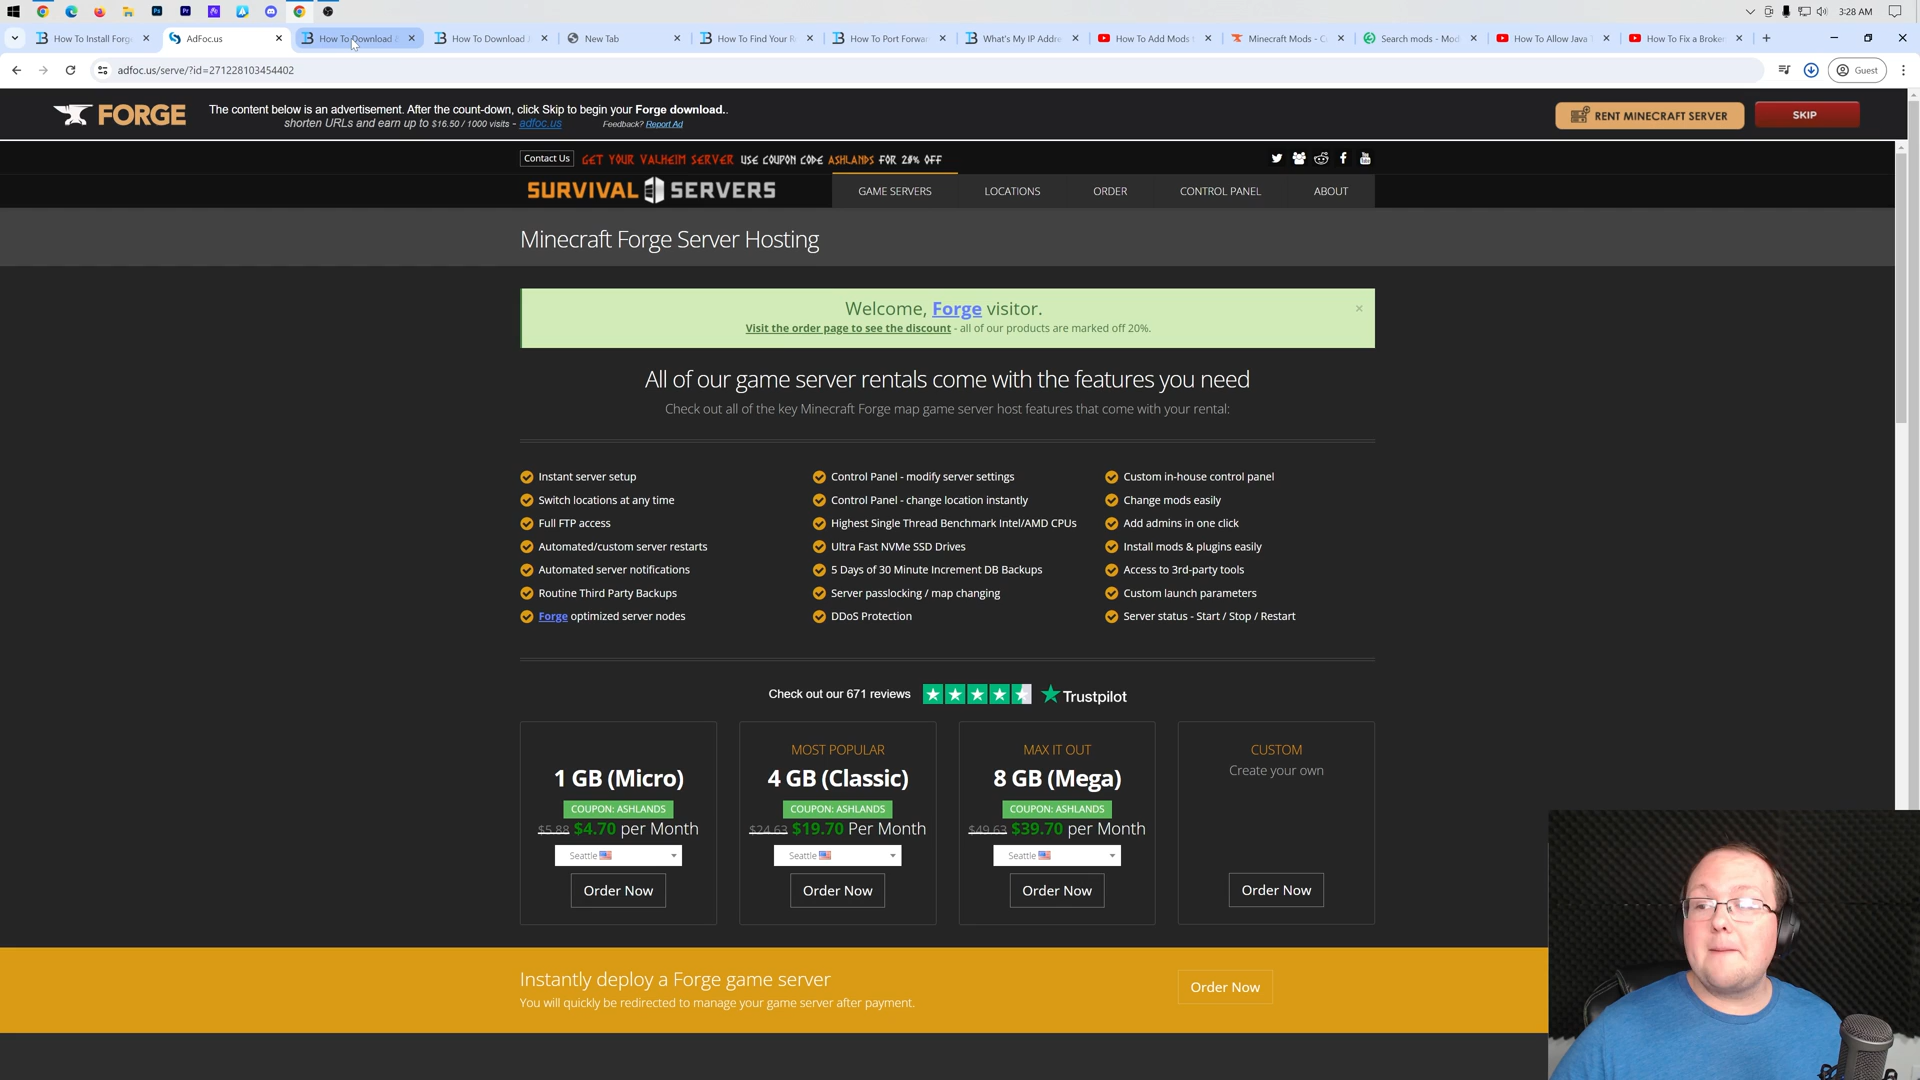 3:28 AM
How To Install Forge
AdFoc.us
How To Download
How To Download
New Tab
How To Find Your R
How To Port Forwar
What's My IP Addre
How To Add Mods
Minecraft Mods - C
Search mods - Mod
How To Allow Java
How To Fix a Broke
adfoc.us/serve/?id=271228103454402
Guest
FORGE
The content below is an advertisement. After the count-down, click Skip to begin your Forge download..
shorten URLs and earn up to $16.50 / 1000 visits - adfoc.us
Feedback? Report Ad
RENT MINECRAFT SERVER
SKIP
Contact Us
GET YOUR VALHEIM SERVER USE COUPON CODE ASHLANDS FOR 20% OFF
SURVIVAL SERVERS
GAME SERVERS
LOCATIONS
ORDER
CONTROL PANEL
ABOUT
Minecraft Forge Server Hosting
Welcome, Forge visitor.
×
Visit the order page to see the discount - all of our products are marked off 20%.
All of our game server rentals come with the features you need
Check out all of the key Minecraft Forge map game server host features that come with your rental:
Instant server setup
Switch locations at any time
Full FTP access
Automated/custom server restarts
Automated server notifications
Routine Third Party Backups
Forge optimized server nodes
Control Panel - modify server settings
Control Panel - change location instantly
Highest Single Thread Benchmark Intel/AMD CPUs
Ultra Fast NVMe SSD Drives
5 Days of 30 Minute Increment DB Backups
Server passlocking / map changing
DDoS Protection
Custom in-house control panel
Change mods easily
Add admins in one click
Install mods & plugins easily
Access to 3rd-party tools
Custom launch parameters
Server status - Start / Stop / Restart
Check out our 671 reviews
Trustpilot
1 GB (Micro)
COUPON: ASHLANDS
$5.88 $4.70 per Month
Seattle
Order Now
MOST POPULAR
4 GB (Classic)
COUPON: ASHLANDS
$24.63 $19.70 Per Month
Seattle
Order Now
MAX IT OUT
8 GB (Mega)
COUPON: ASHLANDS
$49.63 $39.70 per Month
Seattle
Order Now
CUSTOM
Create your own
Order Now
Instantly deploy a Forge game server
You will quickly be redirected to manage your game server after payment.
Order Now